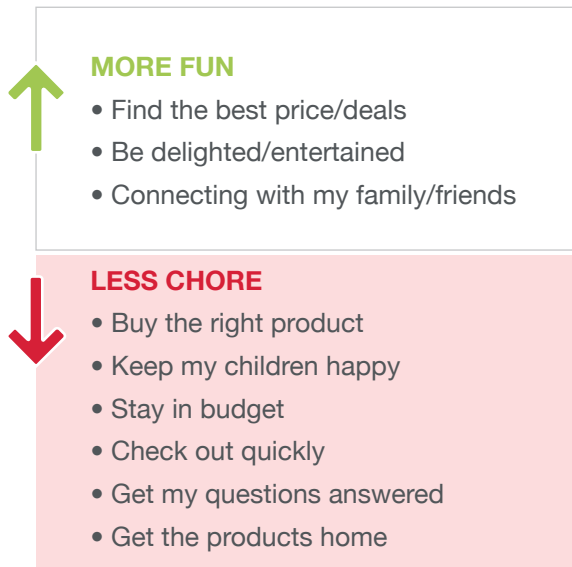 MORE FUN
• Find the best price/deals
• Be delighted/entertained
• Connecting with my family/friends
LESS CHORE
• Buy the right product
• Keep my children happy
• Stay in budget
• Check out quickly
• Get my questions answered
• Get the products home